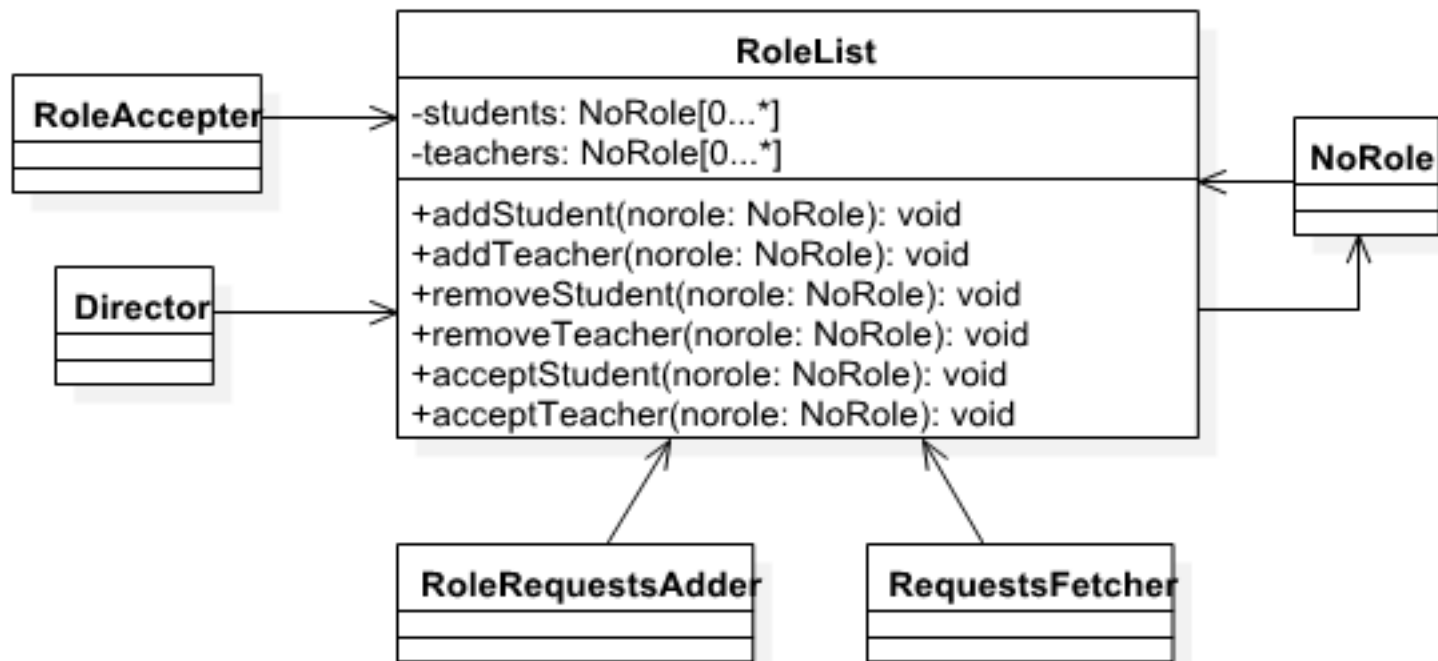 RoleList
RoleAccepter
-students: NoRole[0...*]
-teachers: NoRole[0...*]
NoRole
+addStudent(norole: NoRole): void
+addTeacher(norole: NoRole): void
+removeStudent(norole: NoRole): void
+removeTeacher(norole: NoRole): void
+acceptStudent(norole: NoRole): void
+acceptTeacher(norole: NoRole): void
Director
RoleRequestsAdder
RequestsFetcher